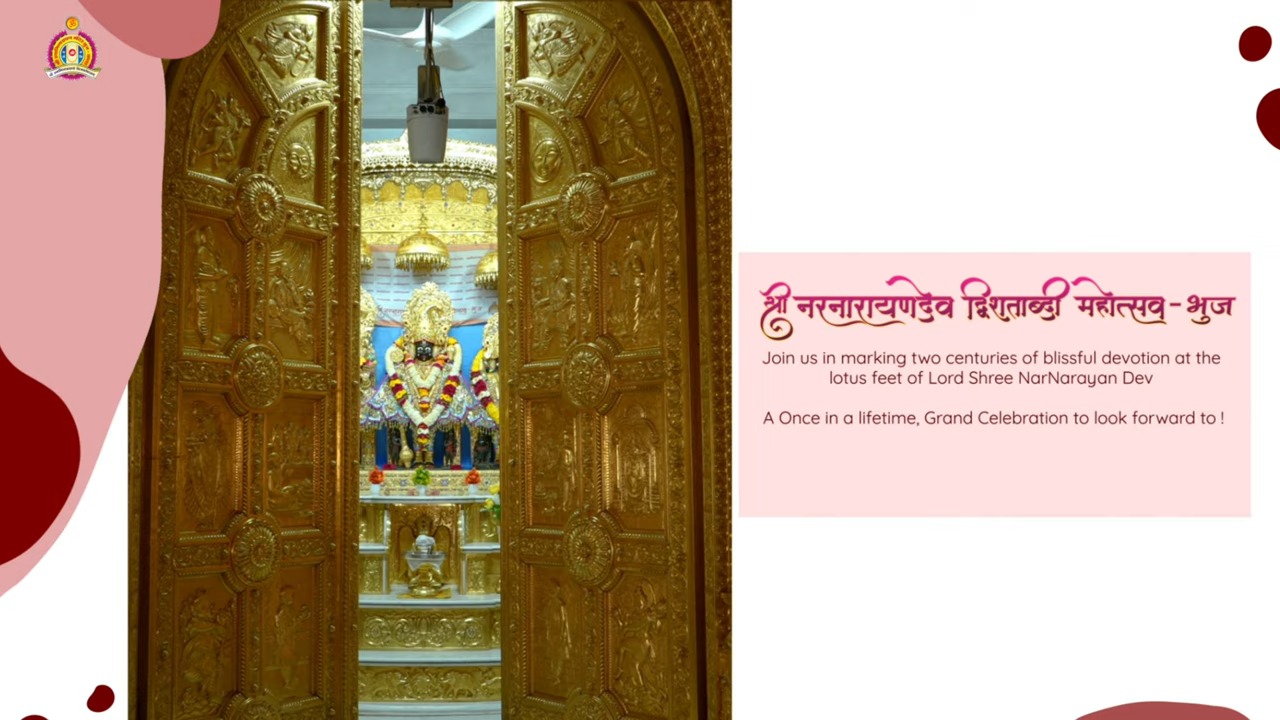 श्री नरनारायणदेव द्विशताब्दी महोत्सव - भुज
Join us in marking two centuries of blissful devotion at the
lotus feet of Lord Shree NarNarayan Dev
A Once in a lifetime, Grand Celebration to look forward to !